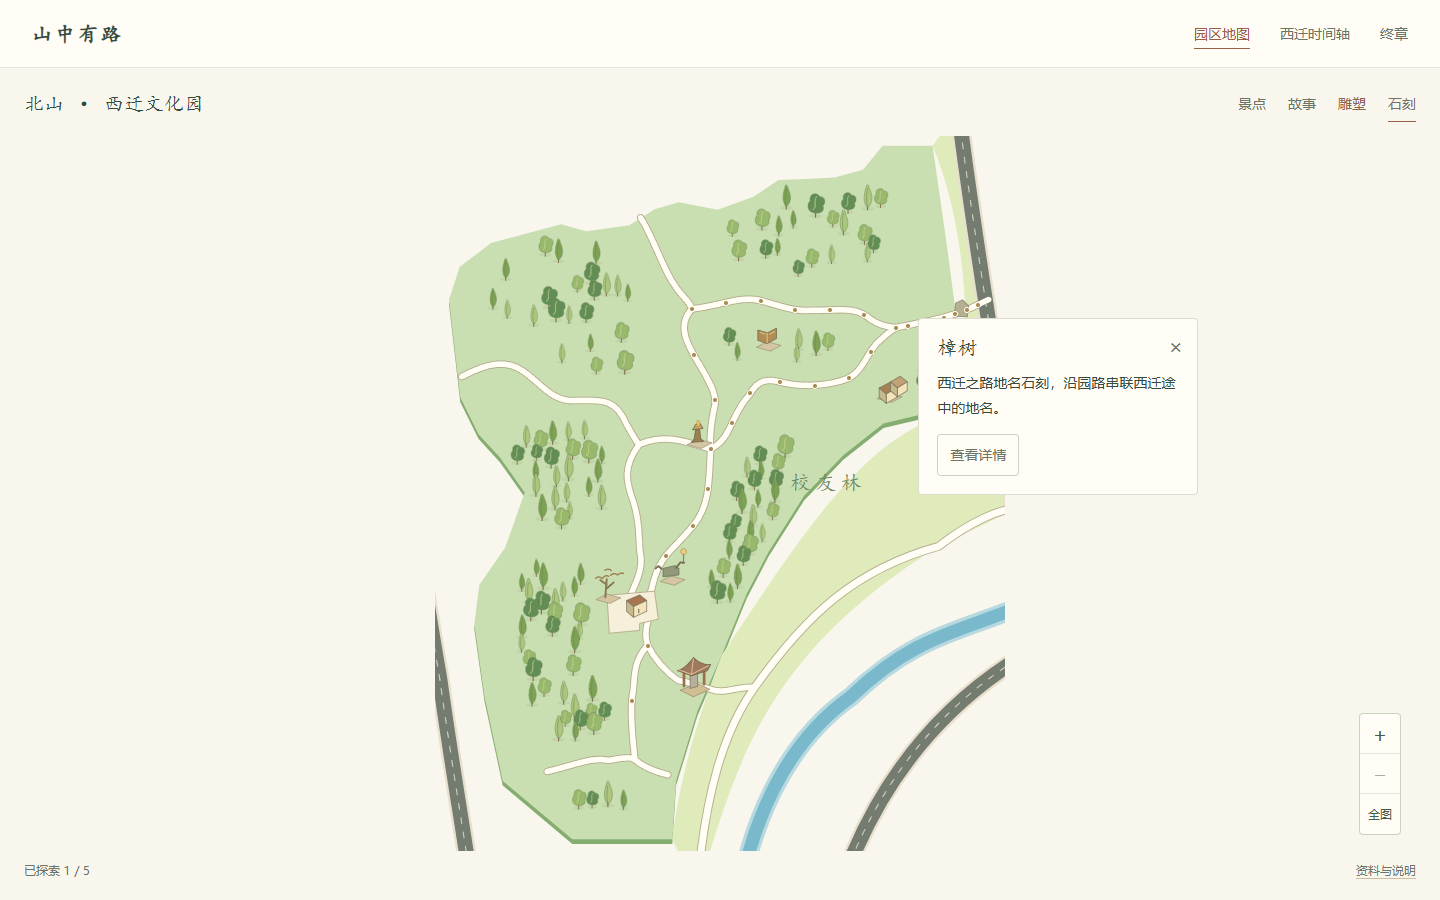 山中有路
园区地图 西迁时间轴 终章
北山 • 西迁文化园
景点 故事 雕塑 石刻
樟树 ×
西迁之路地名石刻，沿园路串联西迁途
中的地名。
查看详情
校友林
+
−
全图
已探索 1 / 5
资料与说明